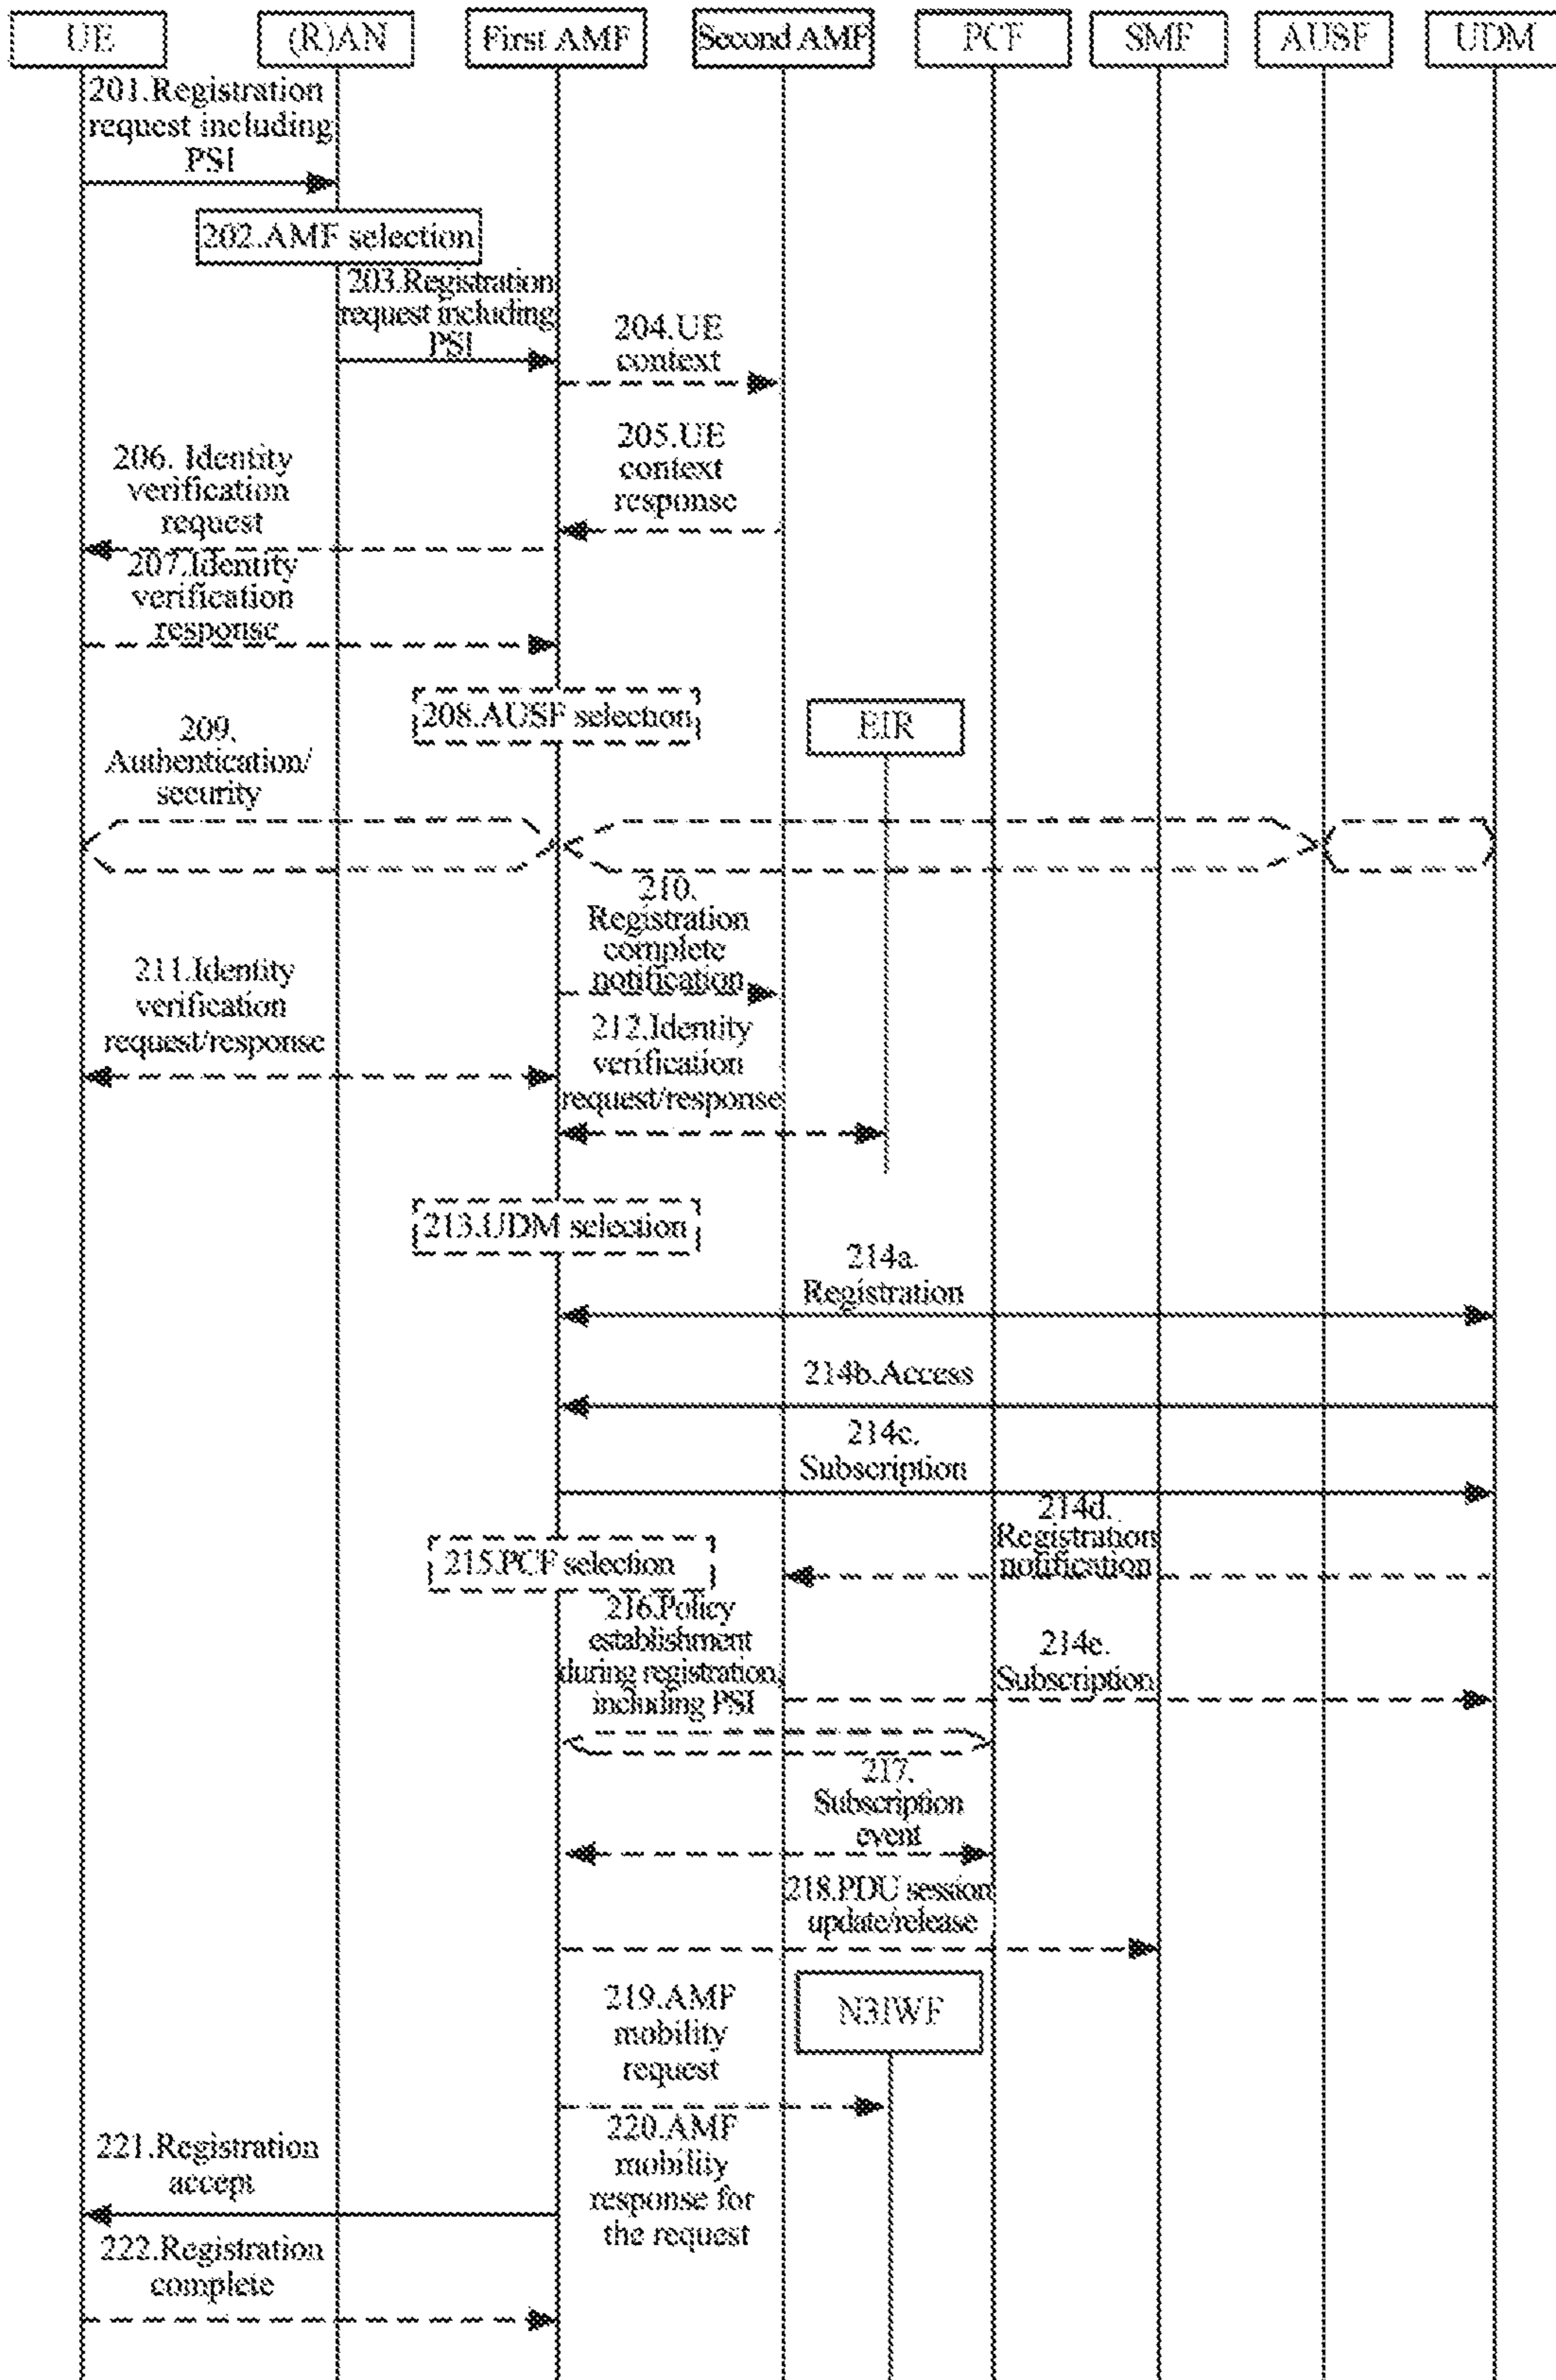 UE
(R)AN
First AMF
Second AMF
PCF
SMF
AUSF
UDM
201.Registration
request including
PSI
202.AMF selection
203.Registration
request including
PSI
204.UE
context
205.UE
context
response
206. Identity
verification
request
207.Identity
verification
response
208.AUSF selection
EIR
209.
Authentication/
security
210.
Registration
complete
notification
211.Identity
verification
request/response
212.Identity
verification
request/response
213.UDM selection
214a.
Registration
214b.Access
214c.
Subscription
214d.
Registration
notification
215.PCF selection
216.Policy
establishment
during registration,
including PSI
214e.
Subscription
217.
Subscription
event
218.PDU session
update/release
219.AMF
mobility
request
N3IWF
220.AMF
mobility
response for
the request
221.Registration
accept
222.Registration
complete